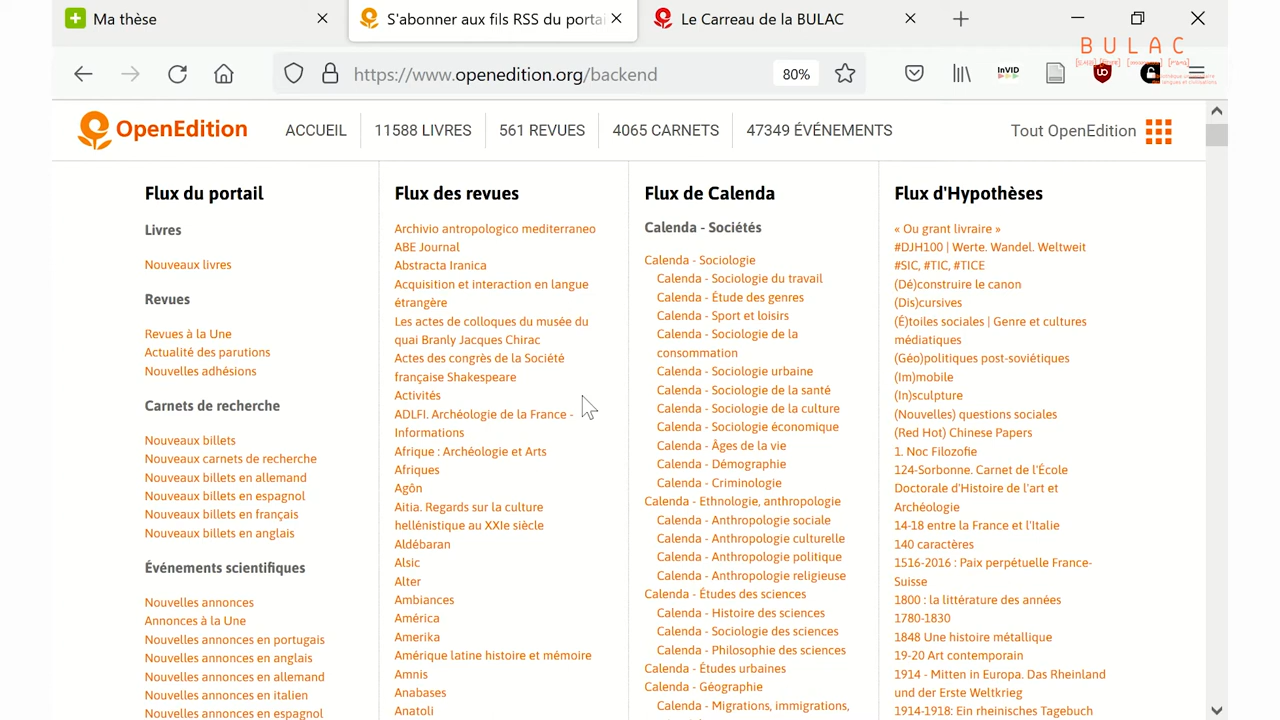 Ma thèse
S'abonner aux fils RSS du porta
Le Carreau de la BULAC
BULAC
https://www.openedition.org/backend
80%
InVID
OpenEdition
ACCUEIL
11588 LIVRES
561 REVUES
4065 CARNETS
47349 ÉVÉNEMENTS
Tout OpenEdition
Flux du portail
Livres
Nouveaux livres
Revues
Revues à la Une
Actualité des parutions
Nouvelles adhésions
Carnets de recherche
Nouveaux billets
Nouveaux carnets de recherche
Nouveaux billets en allemand
Nouveaux billets en espagnol
Nouveaux billets en français
Nouveaux billets en anglais
Événements scientifiques
Nouvelles annonces
Annonces à la Une
Nouvelles annonces en portugais
Nouvelles annonces en anglais
Nouvelles annonces en allemand
Nouvelles annonces en italien
Nouvelles annonces en espagnol
Flux des revues
Archivio antropologico mediterraneo
ABE Journal
Abstracta Iranica
Acquisition et interaction en langue
étrangère
Les actes de colloques du musée du
quai Branly Jacques Chirac
Actes des congrès de la Société
française Shakespeare
Activités
ADLFI. Archéologie de la France -
Informations
Afrique : Archéologie et Arts
Afriques
Agôn
Aitia. Regards sur la culture
hellénistique au XXIe siècle
Aldébaran
Alsic
Alter
Ambiances
América
Amerika
Amérique latine histoire et mémoire
Amnis
Anabases
Anatoli
Flux de Calenda
Calenda - Sociétés
Calenda - Sociologie
Calenda - Sociologie du travail
Calenda - Étude des genres
Calenda - Sport et loisirs
Calenda - Sociologie de la
consommation
Calenda - Sociologie urbaine
Calenda - Sociologie de la santé
Calenda - Sociologie de la culture
Calenda - Sociologie économique
Calenda - Âges de la vie
Calenda - Démographie
Calenda - Criminologie
Calenda - Ethnologie, anthropologie
Calenda - Anthropologie sociale
Calenda - Anthropologie culturelle
Calenda - Anthropologie politique
Calenda - Anthropologie religieuse
Calenda - Études des sciences
Calenda - Histoire des sciences
Calenda - Sociologie des sciences
Calenda - Philosophie des sciences
Calenda - Études urbaines
Calenda - Géographie
Calenda - Migrations, immigrations,
Flux d'Hypothèses
« Ou grant livraire »
#DJH100 | Werte. Wandel. Weltweit
#SIC, #TIC, #TICE
(Dé)construire le canon
(Dis)cursives
(É)toiles sociales | Genre et cultures
médiatiques
(Géo)politiques post-soviétiques
(Im)mobile
(In)sculpture
(Nouvelles) questions sociales
(Red Hot) Chinese Papers
1. Noc Filozofie
124-Sorbonne. Carnet de l'École
Doctorale d'Histoire de l'art et
Archéologie
14-18 entre la France et l'Italie
140 caractères
1516-2016 : Paix perpétuelle France-
Suisse
1800 : la littérature des années
1780-1830
1848 Une histoire métallique
19-20 Art contemporain
1914 - Mitten in Europa. Das Rheinland
und der Erste Weltkrieg
1914-1918: Ein rheinisches Tagebuch